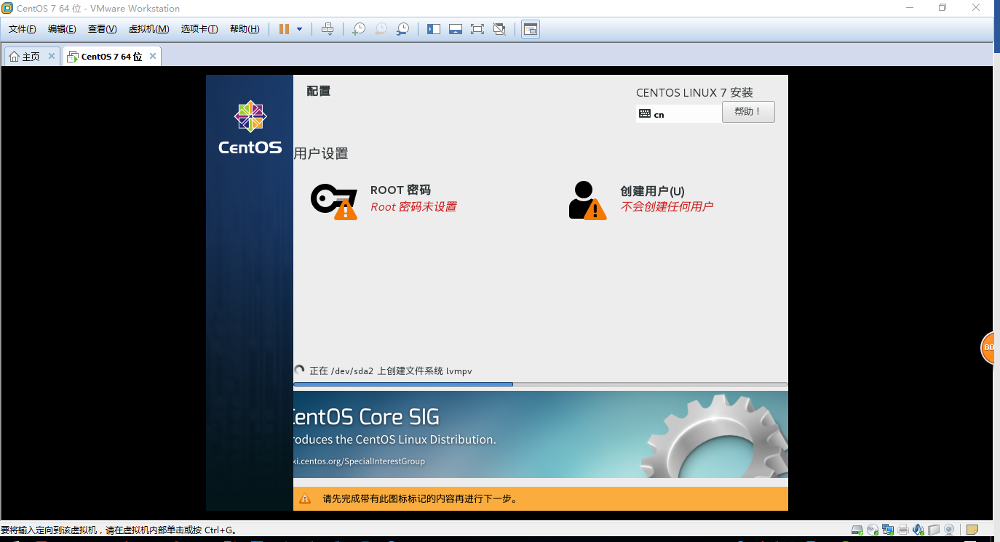 CentOS 7 64 位 - VMware Workstation
文件(F) 编辑(E) 查看(V) 虚拟机(M) 选项卡(T) 帮助(H)
主页 CentOS 7 64 位
配置
CENTOS LINUX 7 安装
cn 帮助！
CentOS
用户设置
ROOT 密码
Root 密码未设置
创建用户(U)
不会创建任何用户
80
正在 /dev/sda2 上创建文件系统 lvmpv
CentOS Core SIG
roduces the CentOS Linux Distribution.
ki.centos.org/SpecialInterestGroup
请先完成带有此图标标记的内容再进行下一步。
要将输入定向到该虚拟机，请在虚拟机内部单击或按 Ctrl+G。